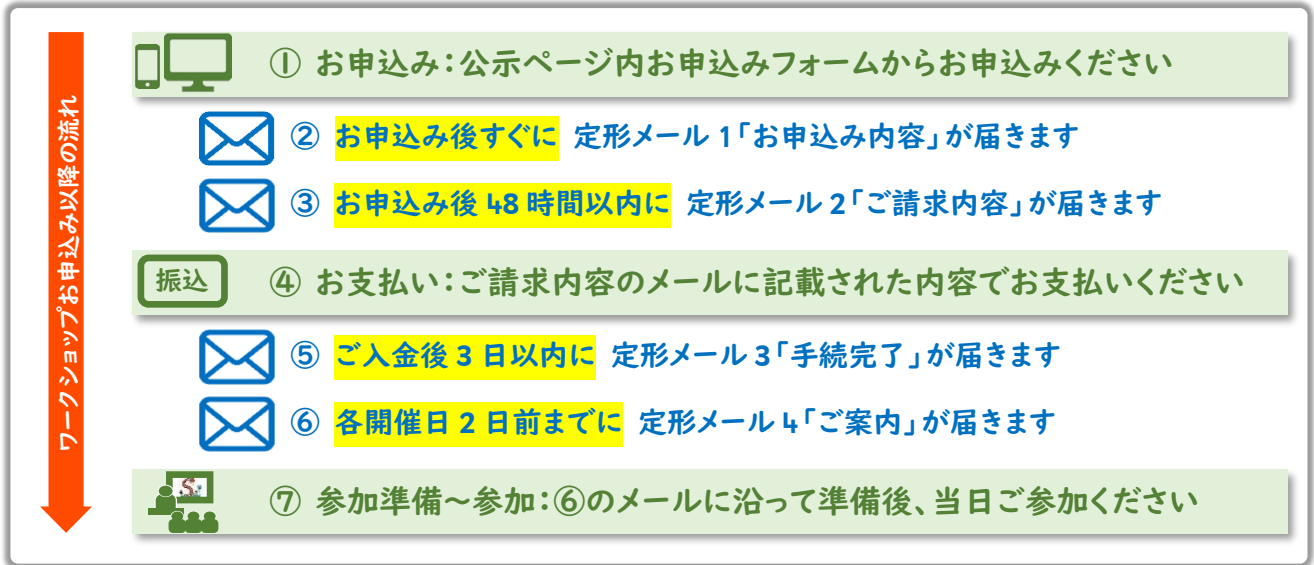 ワークショップお申込み以降の流れ
① お申込み：公示ページ内お申込みフォームからお申込みください
② お申込み後すぐに 定形メール 1「お申込み内容」が届きます
③ お申込み後 48 時間以内に 定形メール 2「ご請求内容」が届きます
振込 ④ お支払い：ご請求内容のメールに記載された内容でお支払いください
⑤ ご入金後 3 日以内に 定形メール 3「手続完了」が届きます
⑥ 各開催日 2 日前までに 定形メール 4「ご案内」が届きます
⑦ 参加準備～参加：⑥のメールに沿って準備後、当日ご参加ください